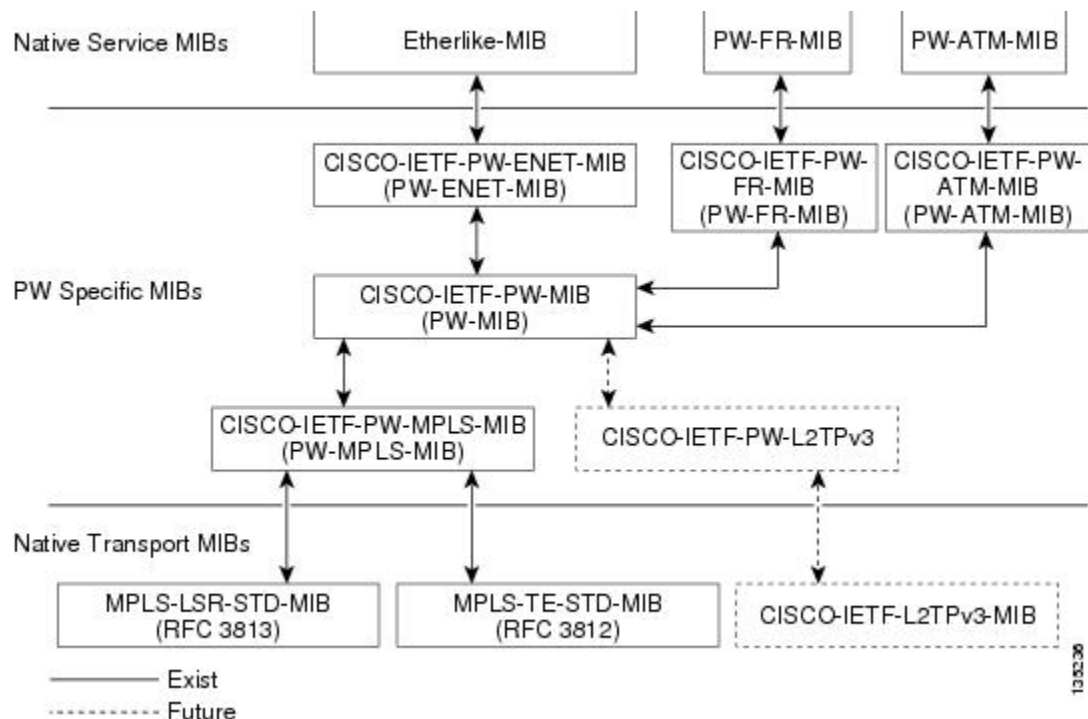 Native Service MIBs
Etherlike-MIB
PW-FR-MIB
PW-ATM-MIB
CISCO-IETF-PW-ENET-MIB
(PW-ENET-MIB)
CISCO-IETF-PW-
FR-MIB
(PW-FR-MIB)
CISCO-IETF-PW-
ATM-MIB
(PW-ATM-MIB)
PW Specific MIBs
CISCO-IETF-PW-MIB
(PW-MIB)
CISCO-IETF-PW-MPLS-MIB
(PW-MPLS-MIB)
CISCO-IETF-PW-L2TPv3
Native Transport MIBs
MPLS-LSR-STD-MIB
(RFC 3813)
MPLS-TE-STD-MIB
(RFC 3812)
CISCO-IETF-L2TPv3-MIB
Exist
Future
135236